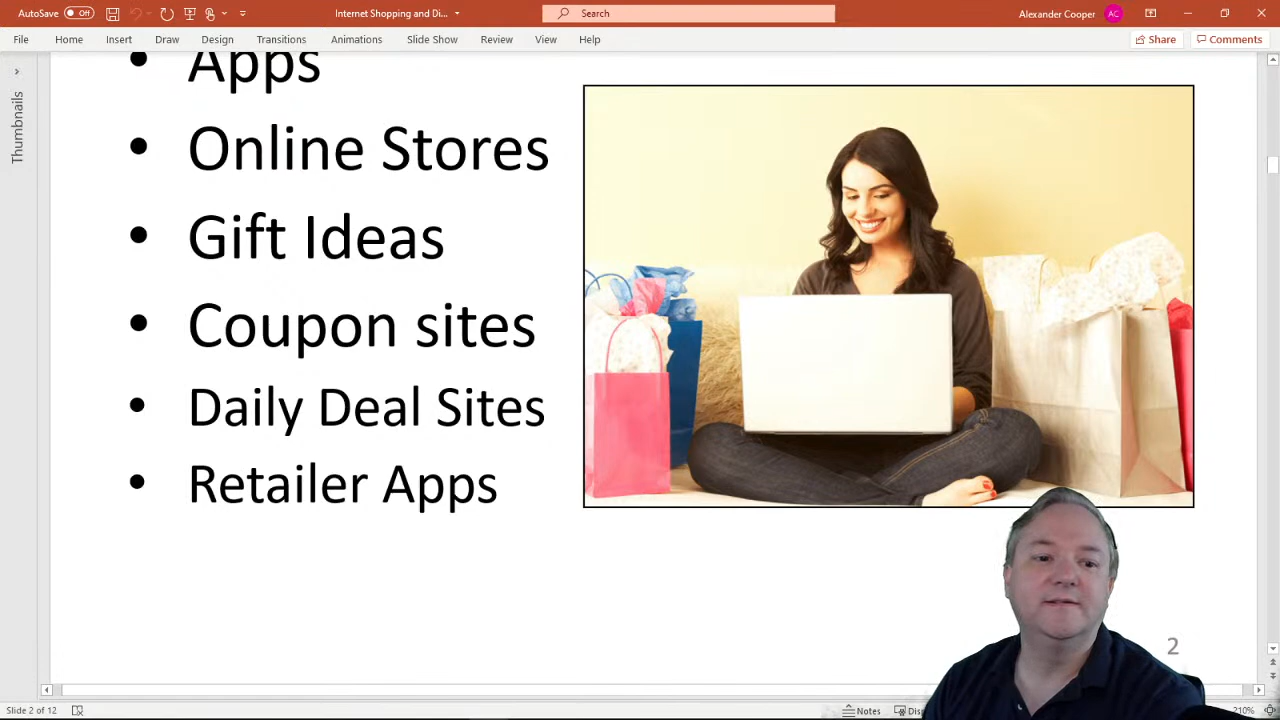 AutoSave Off
Internet Shopping and Di...
Search
Alexander Cooper AC
File Home Insert Draw Design Transitions Animations Slide Show Review View Help
Share Comments
Thumbnails
• Apps
• Online Stores
• Gift Ideas
• Coupon sites
• Daily Deal Sites
• Retailer Apps
2
Slide 2 of 12
Notes
210%